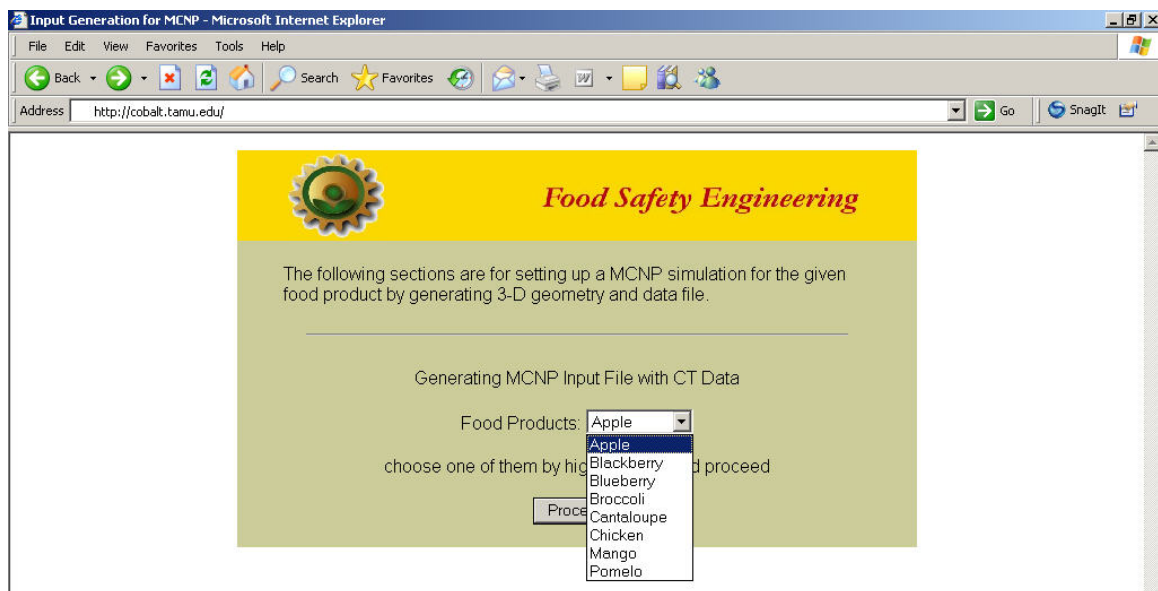 Input Generation for MCNP - Microsoft Internet Explorer
File Edit View Favorites Tools Help
Back Search Favorites
Address http://cobalt.tamu.edu/ Go SnagIt
Food Safety Engineering
The following sections are for setting up a MCNP simulation for the given
food product by generating 3-D geometry and data file.
Generating MCNP Input File with CT Data
Food Products: Apple
Apple
choose one of them by hig d proceed
Blackberry
Blueberry
Broccoli
Proce
Cantaloupe
Chicken
Mango
Pomelo